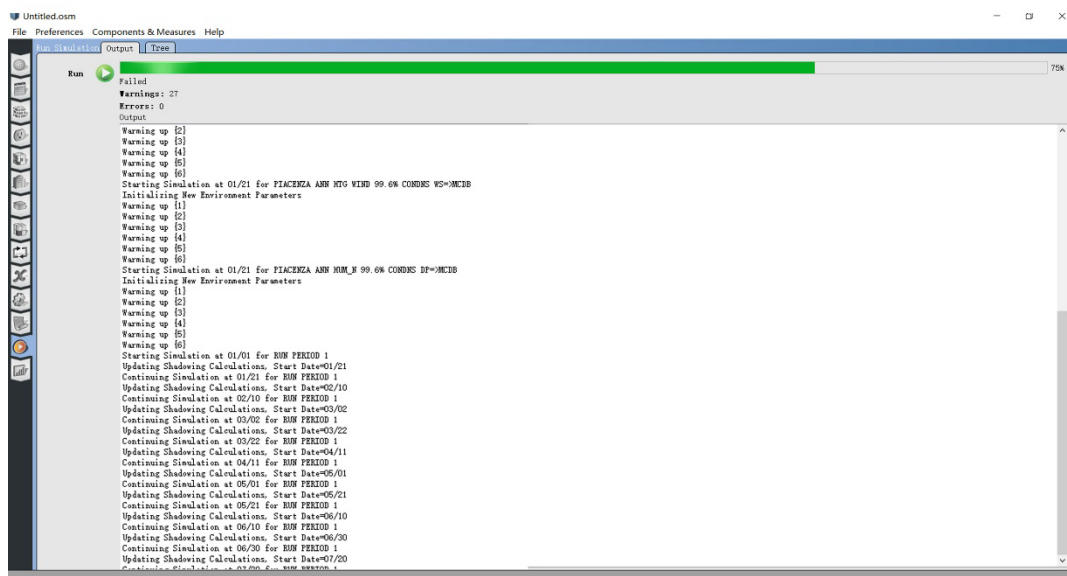 Untitled.osm
File Preferences Components & Measures Help
Run Simulation Output Tree
Run
75%
Failed
Warnings: 27
Errors: 0
Output
Warming up {2}
Warming up {3}
Warming up {4}
Warming up {5}
Warming up {6}
Starting Simulation at 01/21 for PIACENZA ANN HTG WIND 99.6% CONDNS WS=>MCDB
Initializing New Environment Parameters
Warming up {1}
Warming up {2}
Warming up {3}
Warming up {4}
Warming up {5}
Warming up {6}
Starting Simulation at 01/21 for PIACENZA ANN HUM_N 99.6% CONDNS DP=>MCDB
Initializing New Environment Parameters
Warming up {1}
Warming up {2}
Warming up {3}
Warming up {4}
Warming up {5}
Warming up {6}
Starting Simulation at 01/01 for RUN PERIOD 1
Updating Shadowing Calculations, Start Date=01/21
Continuing Simulation at 01/21 for RUN PERIOD 1
Updating Shadowing Calculations, Start Date=02/10
Continuing Simulation at 02/10 for RUN PERIOD 1
Updating Shadowing Calculations, Start Date=03/02
Continuing Simulation at 03/02 for RUN PERIOD 1
Updating Shadowing Calculations, Start Date=03/22
Continuing Simulation at 03/22 for RUN PERIOD 1
Updating Shadowing Calculations, Start Date=04/11
Continuing Simulation at 04/11 for RUN PERIOD 1
Updating Shadowing Calculations, Start Date=05/01
Continuing Simulation at 05/01 for RUN PERIOD 1
Updating Shadowing Calculations, Start Date=05/21
Continuing Simulation at 05/21 for RUN PERIOD 1
Updating Shadowing Calculations, Start Date=06/10
Continuing Simulation at 06/10 for RUN PERIOD 1
Updating Shadowing Calculations, Start Date=06/30
Continuing Simulation at 06/30 for RUN PERIOD 1
Updating Shadowing Calculations, Start Date=07/20
Continuing Simulation at 07/20 for RUN PERIOD 1